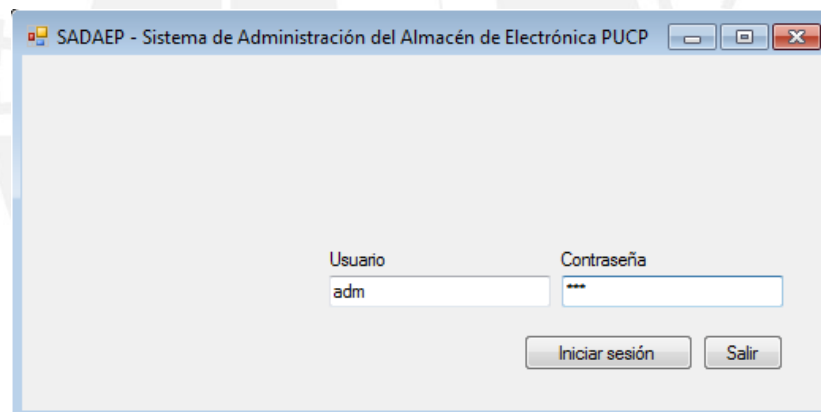 SADAEP - Sistema de Administración del Almacén de Electrónica PUCP
Usuario Contraseña
adm ***
Iniciar sesión Salir